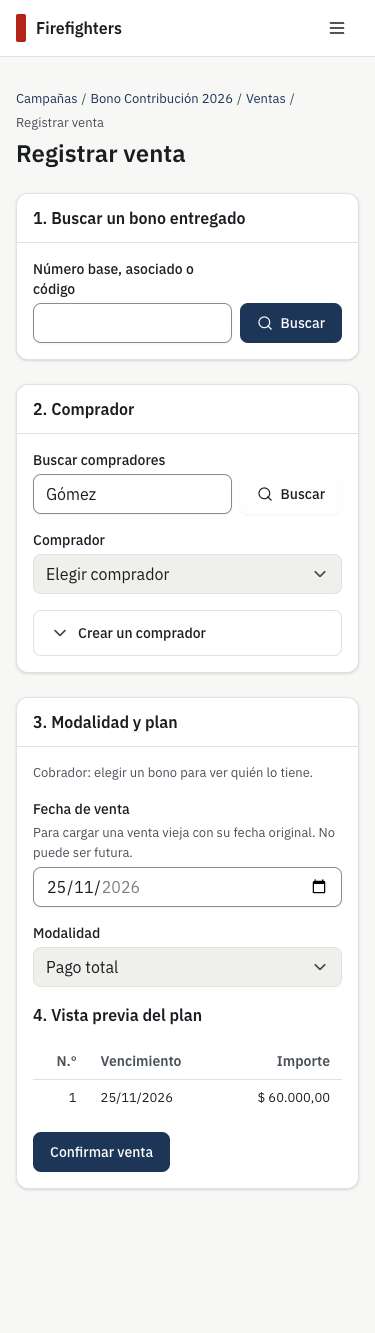 Firefighters
Campañas / Bono Contribución 2026 / Ventas /
Registrar venta
Registrar venta
1. Buscar un bono entregado
Número base, asociado o
código
Buscar
2. Comprador
Buscar compradores
Gómez
Buscar
Comprador
Elegir comprador
Crear un comprador
3. Modalidad y plan
Cobrador: elegir un bono para ver quién lo tiene.
Fecha de venta
Para cargar una venta vieja con su fecha original. No
puede ser futura.
25/11/2026
Modalidad
Pago total
4. Vista previa del plan
N.º Vencimiento Importe
1 25/11/2026 $ 60.000,00
Confirmar venta